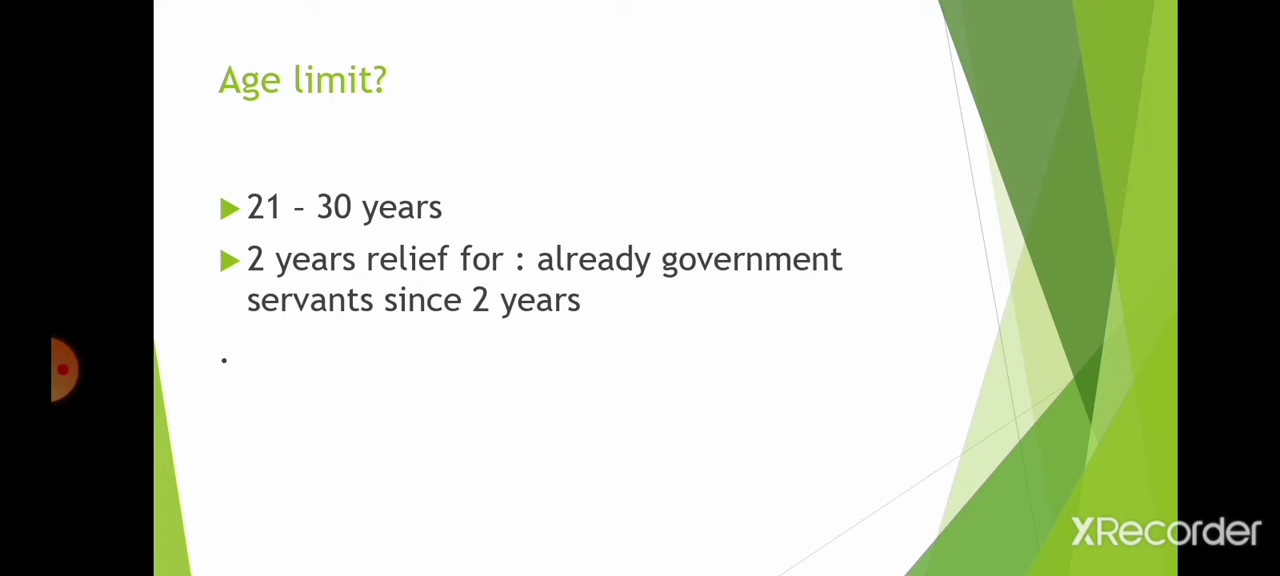 Age limit?
21 – 30 years
2 years relief for : already government
servants since 2 years
.
XRecorder